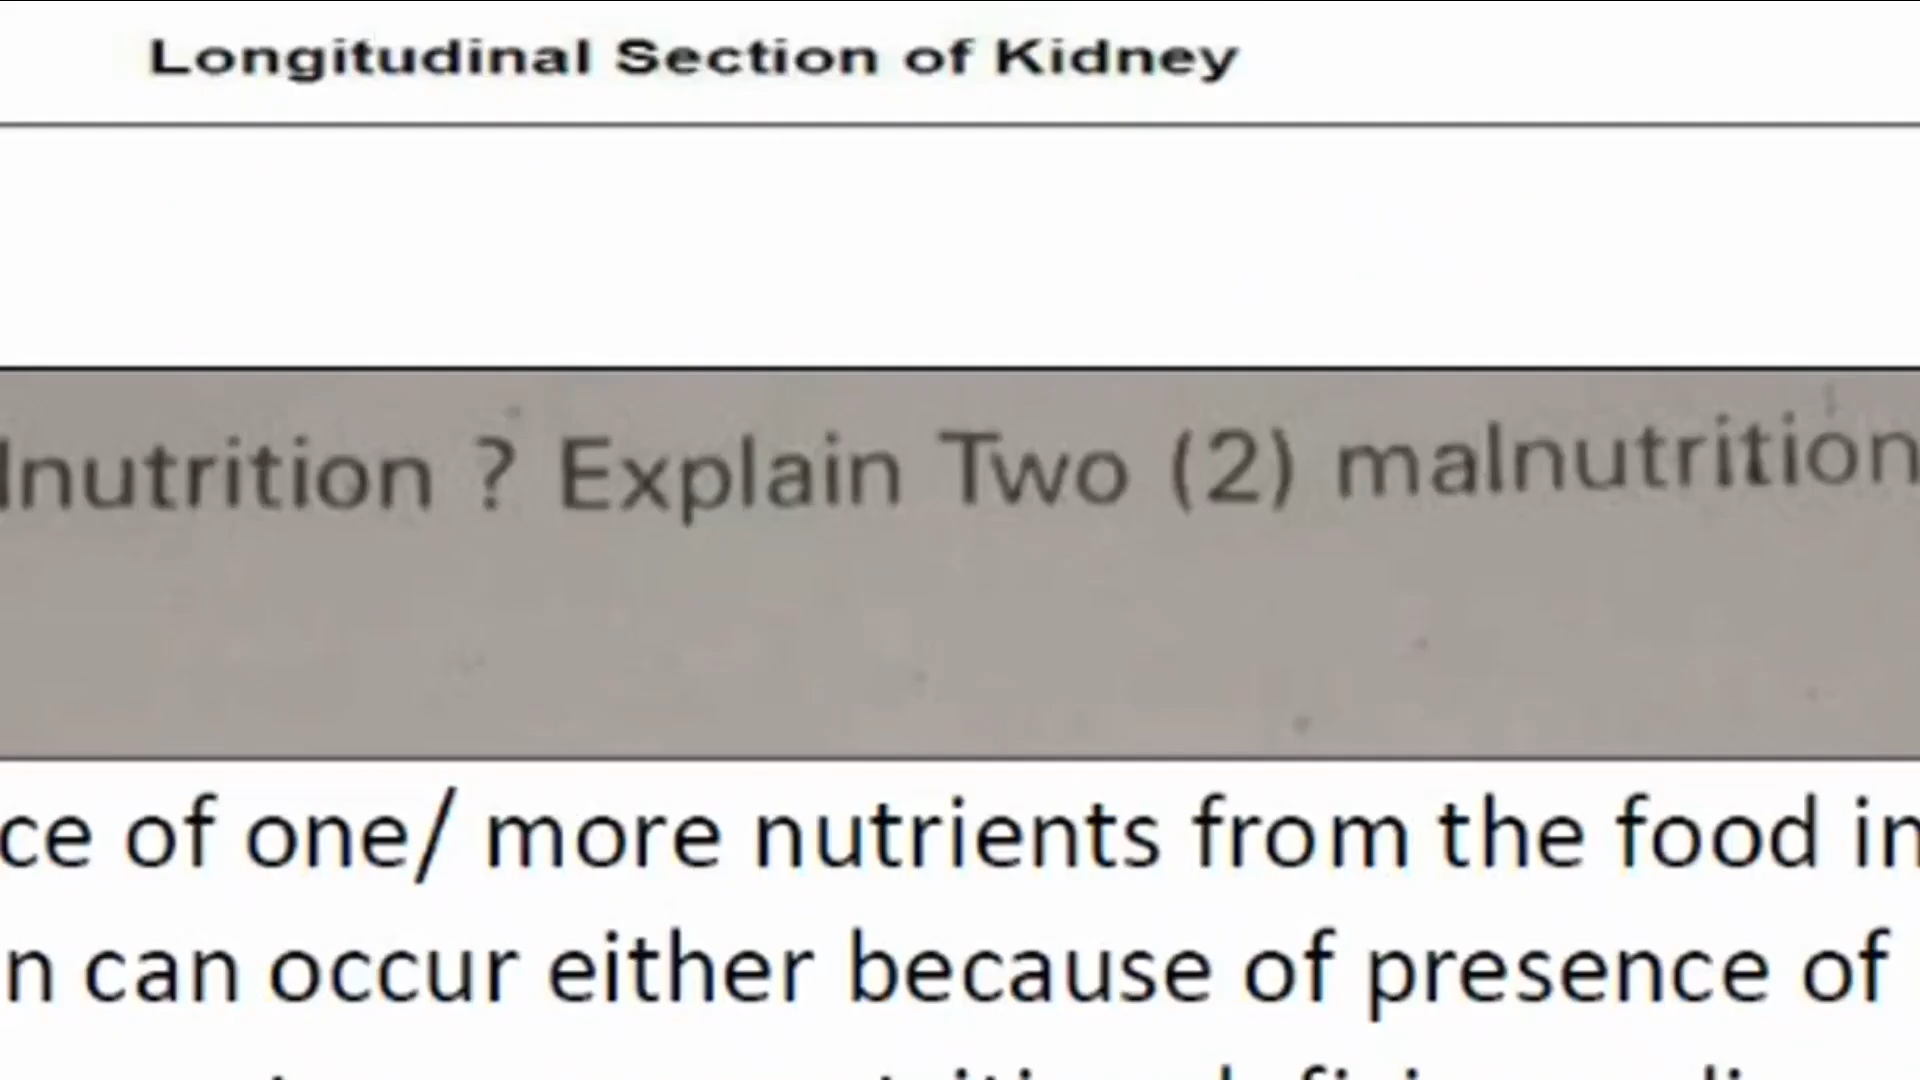 Longitudinal Section of Kidney
lnutrition ? Explain Two (2) malnutrition
ce of one/ more nutrients from the food in
n can occur either because of presence of